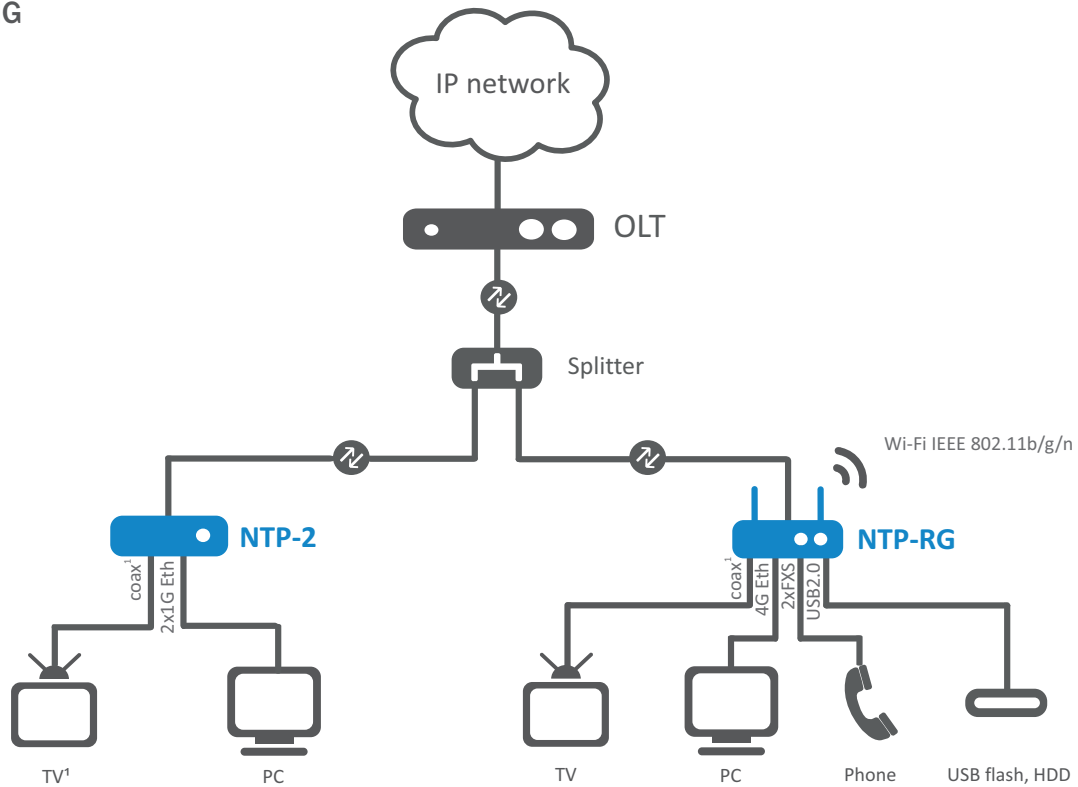 G
IP network
OLT
Splitter
Wi-Fi IEEE 802.11b/g/n
NTP-2
NTP-RG
coax¹
2x1G Eth
coax¹
4G Eth
2xFXS
USB2.0
TV¹
PC
TV
PC
Phone
USB flash, HDD